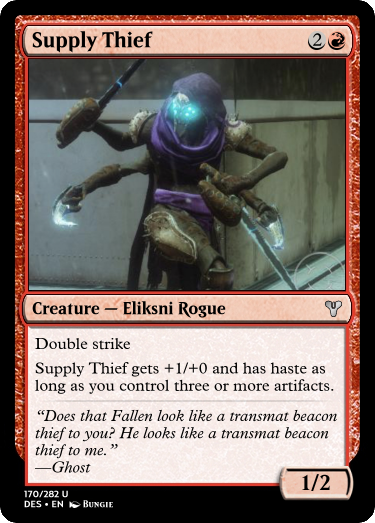 Supply Thief 2
Creature — Eliksni Rogue
Double strike
Supply Thief gets +1/+0 and has haste as
long as you control three or more artifacts.
“Does that Fallen look like a transmat beacon
thief to you? He looks like a transmat beacon
thief to me.”
—Ghost
1/2
170/282 U
DES • EN Bungie